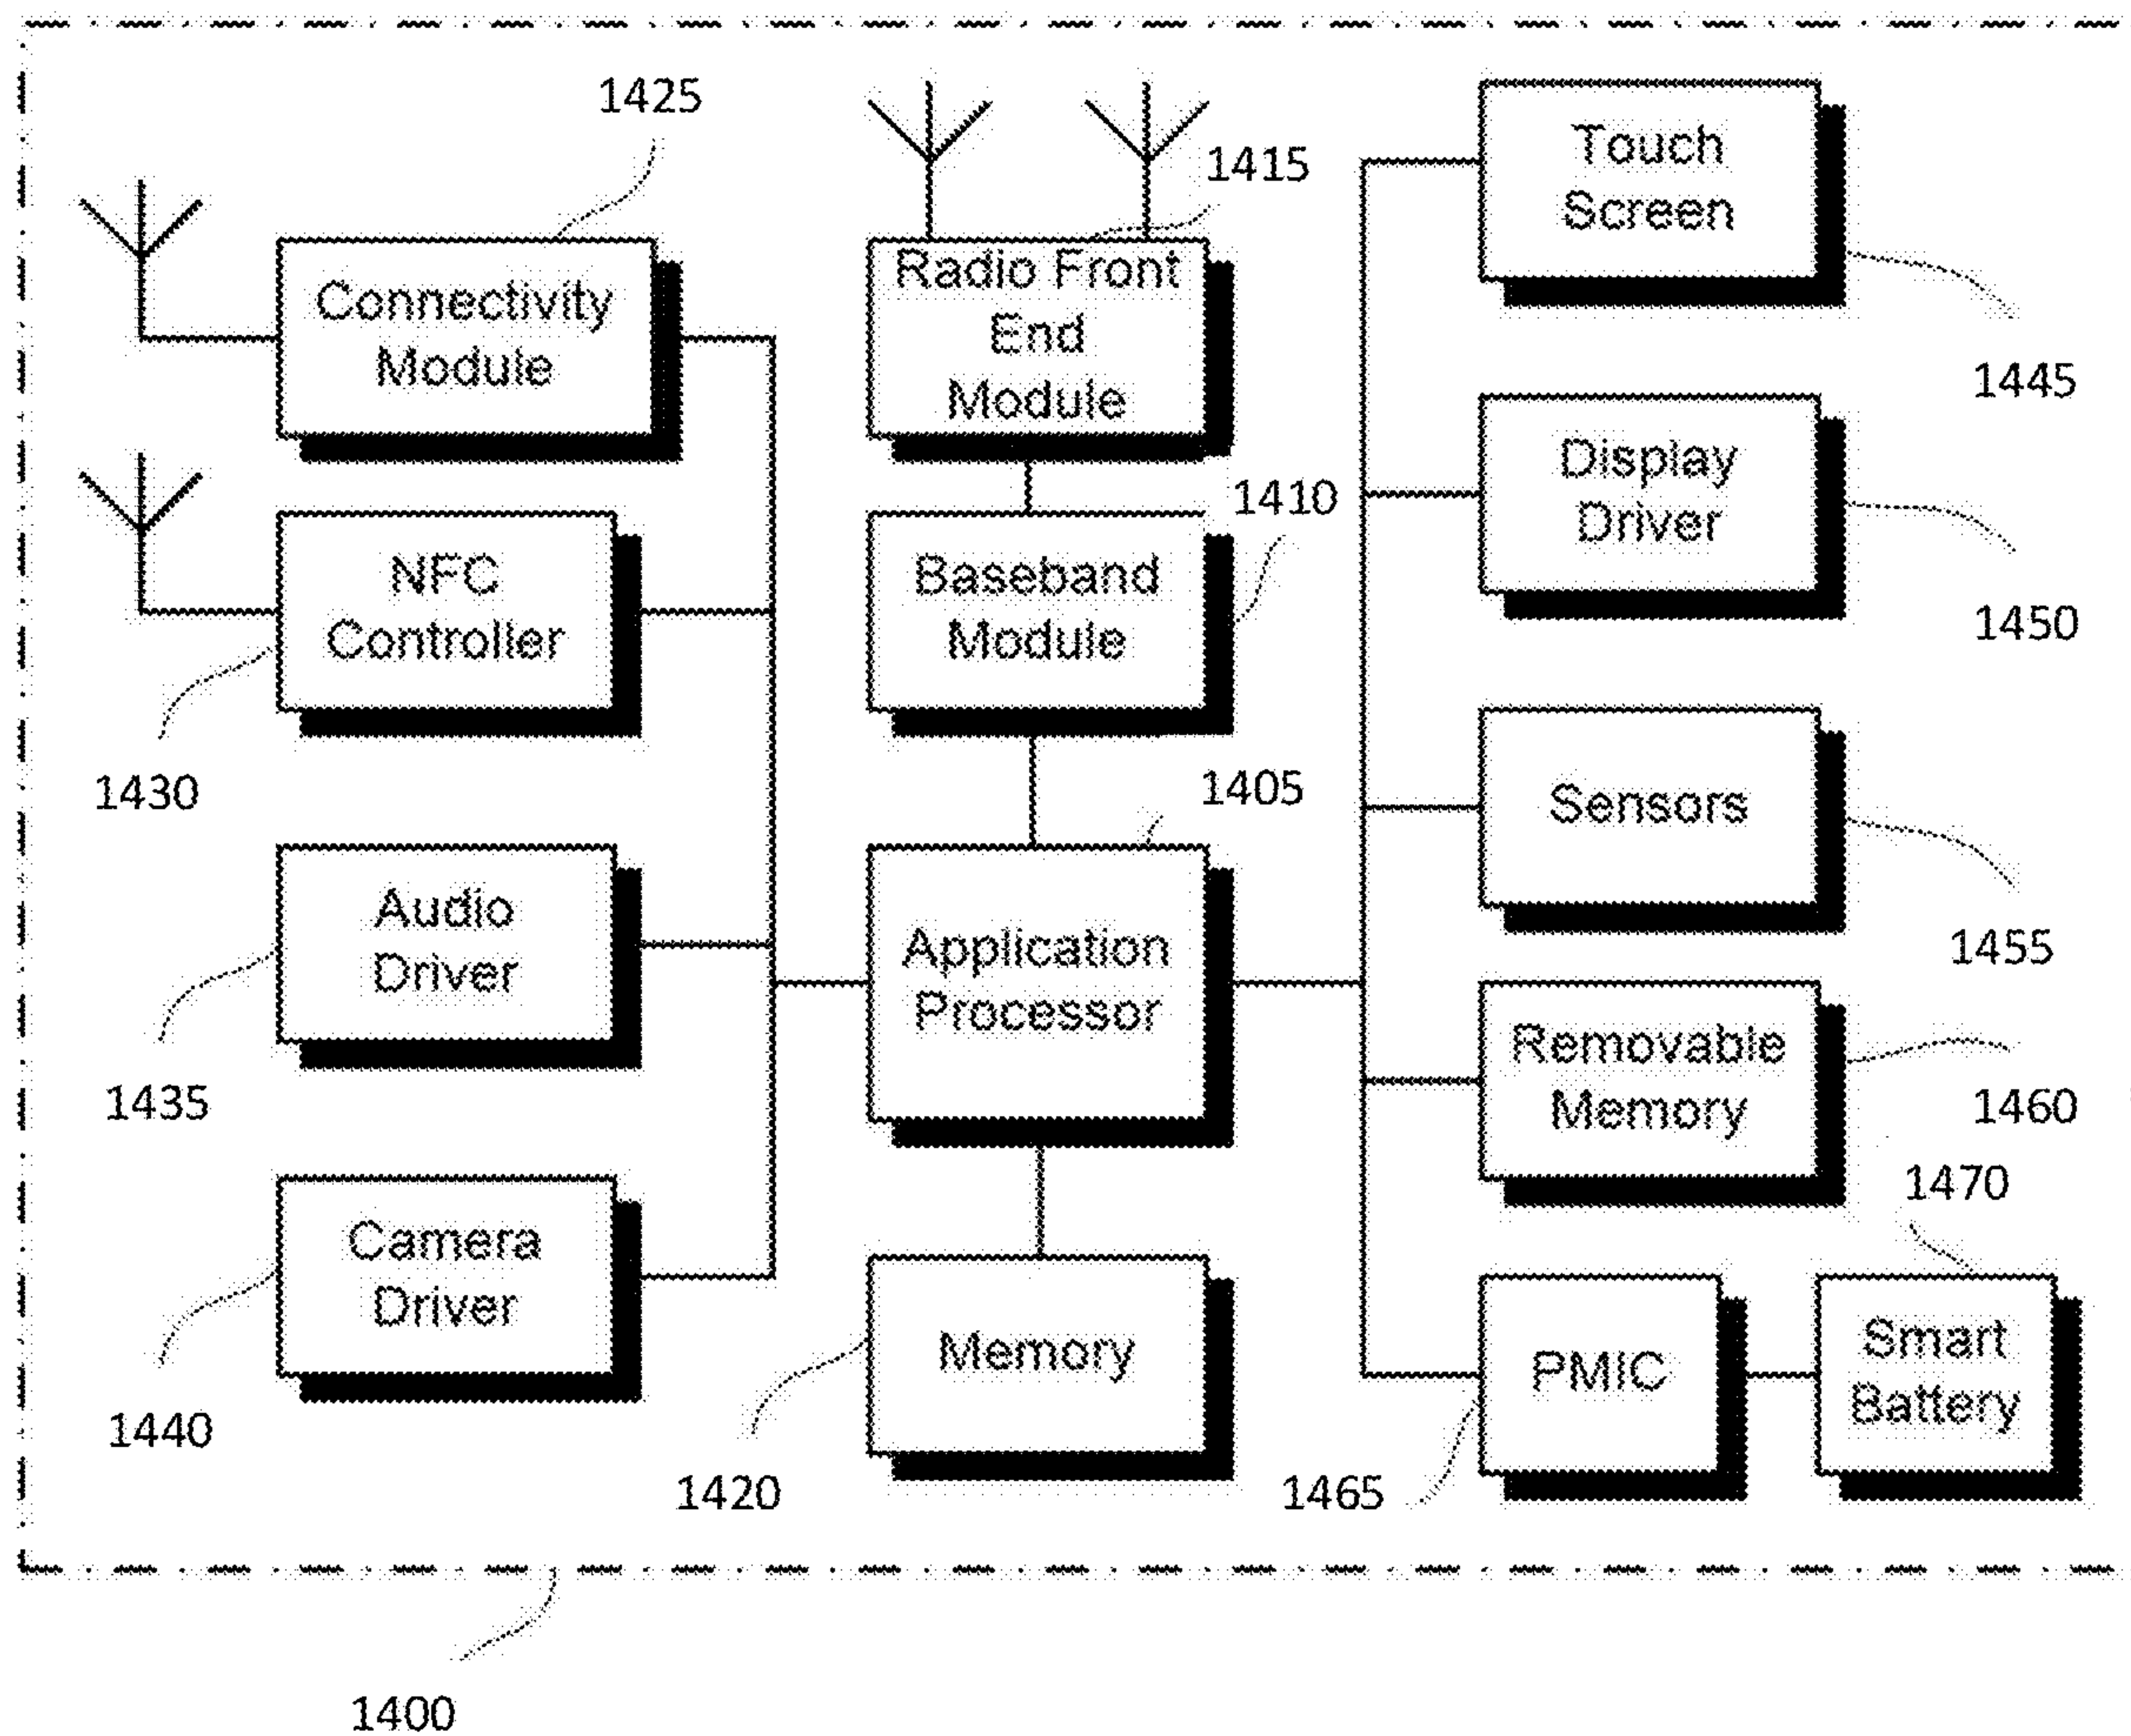 1425
1415
Touch
Screen
Connectivity
Module
Radio Front
End
Module
1445
1410
Display
Driver
NFC
Controller
Baseband
Module
1450
1430
1405
Sensors
Audio
Driver
Application
Processor
1455
Removable
Memory
1435
1460
1470
Camera
Driver
Memory
PMIC
Smart
Battery
1440
1420
1465
1400